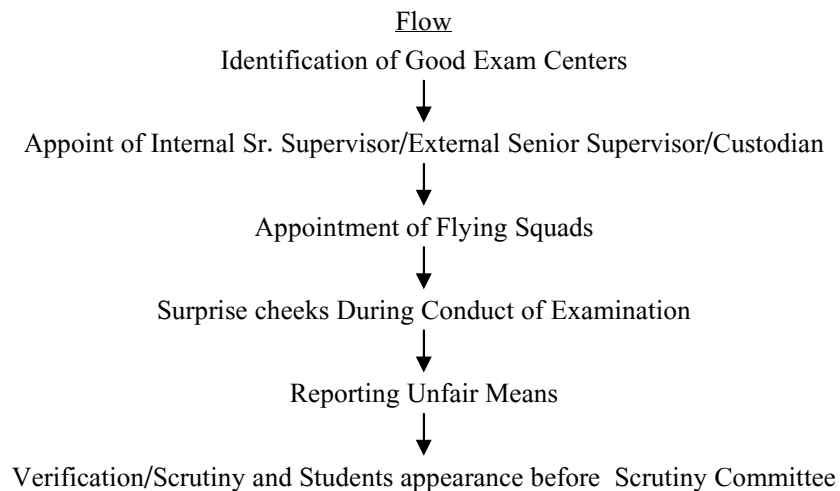 Flow
Identification of Good Exam Centers
Appoint of Internal Sr. Supervisor/External Senior Supervisor/Custodian
Appointment of Flying Squads
Surprise cheeks During Conduct of Examination
Reporting Unfair Means
Verification/Scrutiny and Students appearance before Scrutiny Committee